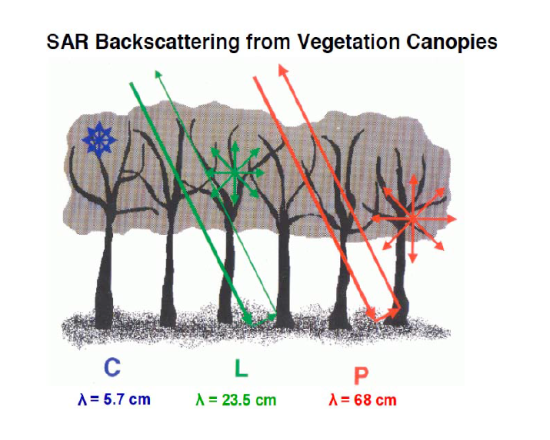 SAR Backscattering from Vegetation Canopies
C L P
λ = 5.7 cm λ = 23.5 cm λ = 68 cm